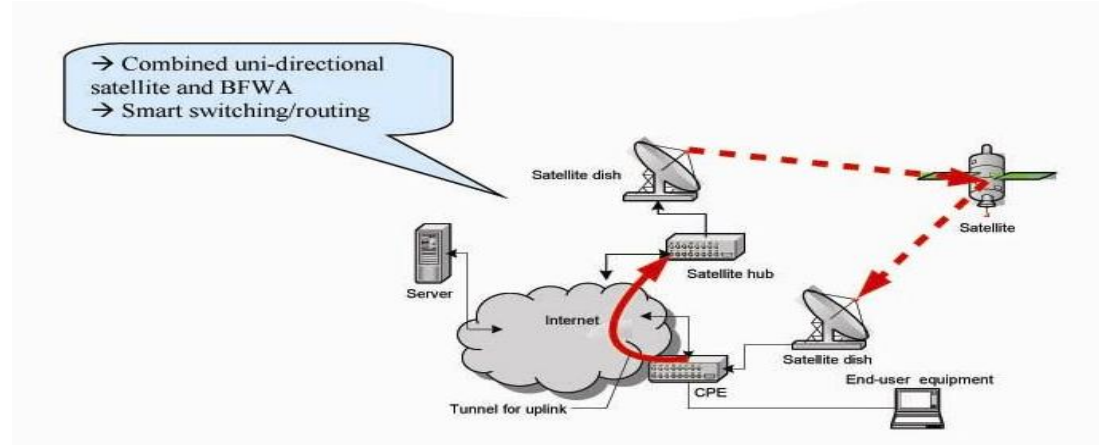 → Combined uni-directional
satellite and BFWA
→ Smart switching/routing
Satellite dish
Satellite
Satellite hub
Server
Internet
Satellite dish
End-user equipment
CPE
Tunnel for uplink